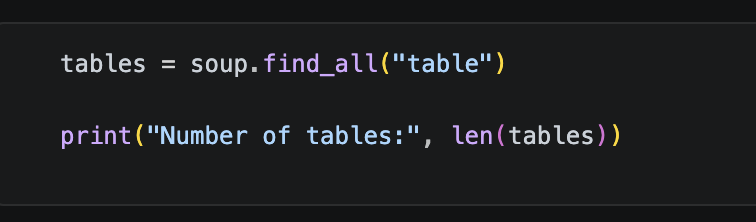 tables = soup.find_all("table")
print("Number of tables:", len(tables))